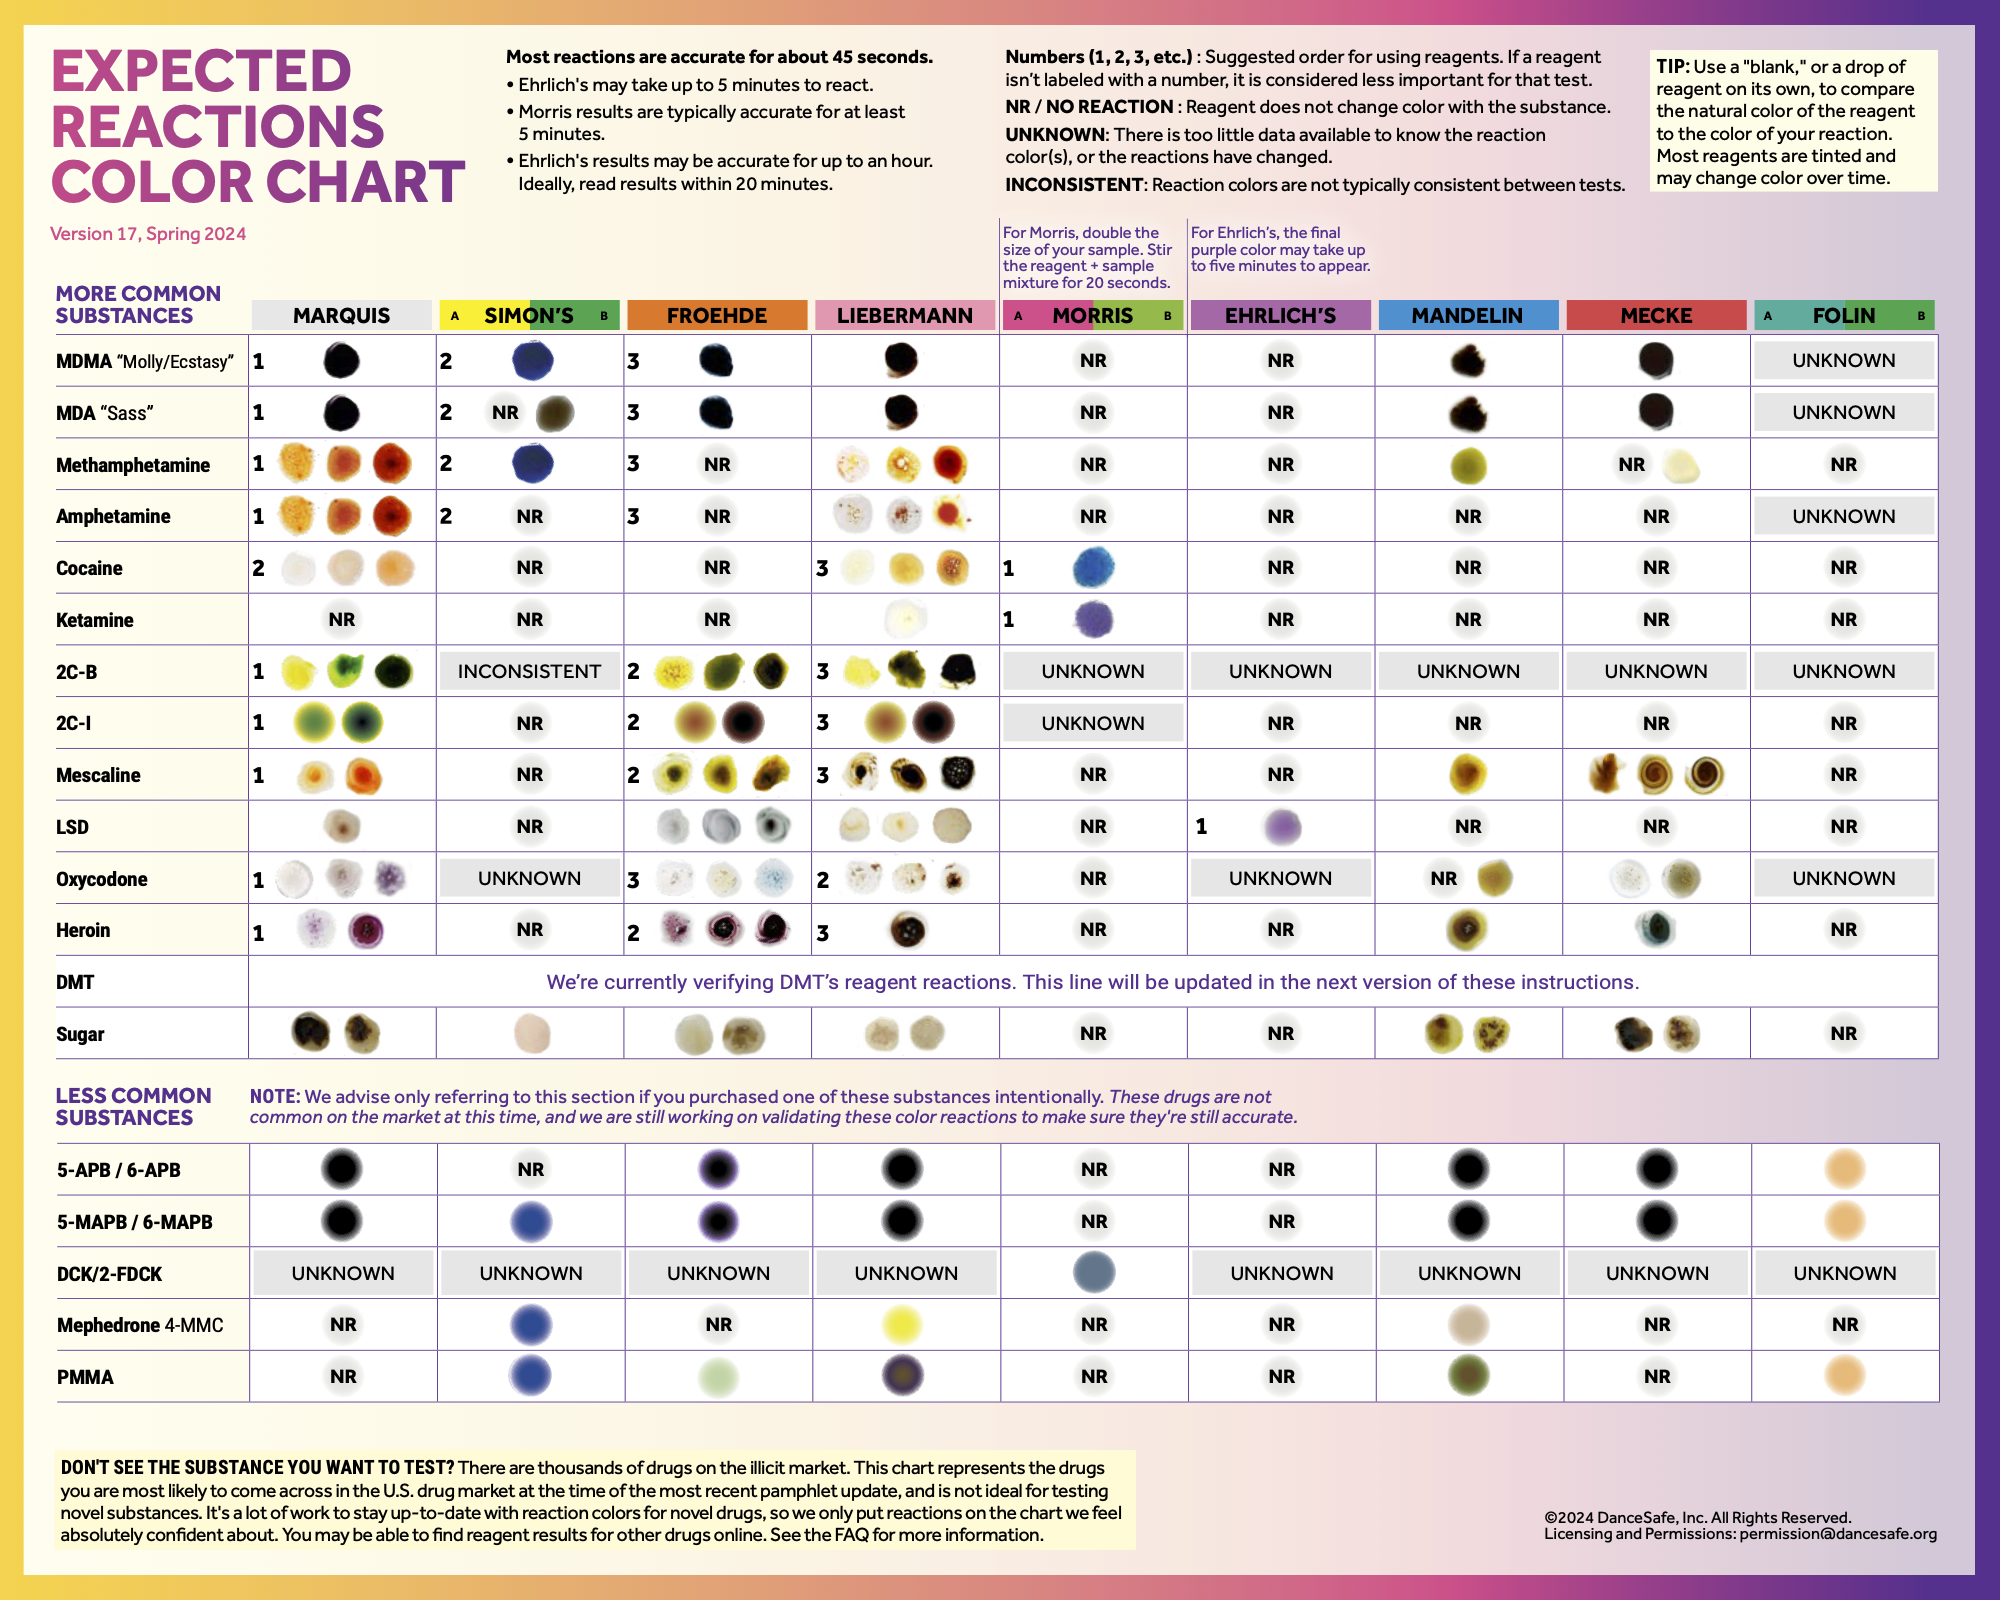 EXPECTED
REACTIONS
COLOR CHART
Version 17, Spring 2024
Most reactions are accurate for about 45 seconds.
• Ehrlich's may take up to 5 minutes to react.
• Morris results are typically accurate for at least
5 minutes.
• Ehrlich's results may be accurate for up to an hour.
Ideally, read results within 20 minutes.
Numbers (1, 2, 3, etc.) : Suggested order for using reagents. If a reagent
isn’t labeled with a number, it is considered less important for that test.
NR / NO REACTION : Reagent does not change color with the substance.
UNKNOWN: There is too little data available to know the reaction
color(s), or the reactions have changed.
INCONSISTENT: Reaction colors are not typically consistent between tests.
TIP: Use a "blank," or a drop of
reagent on its own, to compare
the natural color of the reagent
to the color of your reaction.
Most reagents are tinted and
may change color over time.
For Morris, double the
size of your sample. Stir
the reagent + sample
mixture for 20 seconds.
For Ehrlich’s, the final
purple color may take up
to five minutes to appear.
MORE COMMON
SUBSTANCES
MARQUIS A SIMON’S B FROEHDE LIEBERMANN A MORRIS B EHRLICH’S MANDELIN MECKE A FOLIN B
MDMA “Molly/Ecstasy” 1 2 3 NR NR UNKNOWN
MDA “Sass” 1 2 NR 3 NR NR UNKNOWN
Methamphetamine 1 2 3 NR NR NR NR NR
Amphetamine 1 2 NR 3 NR NR NR NR NR UNKNOWN
Cocaine 2 NR NR 3 1 NR NR NR NR
Ketamine NR NR NR 1 NR NR NR NR
2C-B 1 INCONSISTENT 2 3 UNKNOWN UNKNOWN UNKNOWN UNKNOWN UNKNOWN
2C-I 1 NR 2 3 UNKNOWN NR NR NR NR
Mescaline 1 NR 2 3 NR NR NR
LSD NR NR 1 NR NR NR
Oxycodone 1 UNKNOWN 3 2 NR UNKNOWN NR UNKNOWN
Heroin 1 NR 2 3 NR NR NR
DMT We’re currently verifying DMT’s reagent reactions. This line will be updated in the next version of these instructions.
Sugar NR NR NR
LESS COMMON
SUBSTANCES
NOTE: We advise only referring to this section if you purchased one of these substances intentionally. These drugs are not
common on the market at this time, and we are still working on validating these color reactions to make sure they're still accurate.
5-APB / 6-APB NR NR NR
5-MAPB / 6-MAPB NR NR
DCK/2-FDCK UNKNOWN UNKNOWN UNKNOWN UNKNOWN UNKNOWN UNKNOWN UNKNOWN UNKNOWN
Mephedrone 4-MMC NR NR NR NR NR NR
PMMA NR NR NR NR
DON'T SEE THE SUBSTANCE YOU WANT TO TEST? There are thousands of drugs on the illicit market. This chart represents the drugs
you are most likely to come across in the U.S. drug market at the time of the most recent pamphlet update, and is not ideal for testing
novel substances. It's a lot of work to stay up-to-date with reaction colors for novel drugs, so we only put reactions on the chart we feel
absolutely confident about. You may be able to find reagent results for other drugs online. See the FAQ for more information.
©2024 DanceSafe, Inc. All Rights Reserved.
Licensing and Permissions: permission@dancesafe.org